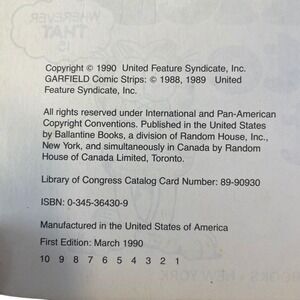 WHEREVER
THAT
IS
Copyright © 1990 United Feature Syndicate, Inc.
GARFIELD Comic Strips: © 1988, 1989 United
Feature Syndicate, Inc.
All rights reserved under International and Pan-American
Copyright Conventions. Published in the United States
by Ballantine Books, a division of Random House, Inc.,
New York, and simultaneously in Canada by Random
House of Canada Limited, Toronto.
Library of Congress Catalog Card Number: 89-90930
ISBN: 0-345-36430-9
Manufactured in the United States of America
First Edition: March 1990
10 9 8 7 6 5 4 3 2 1